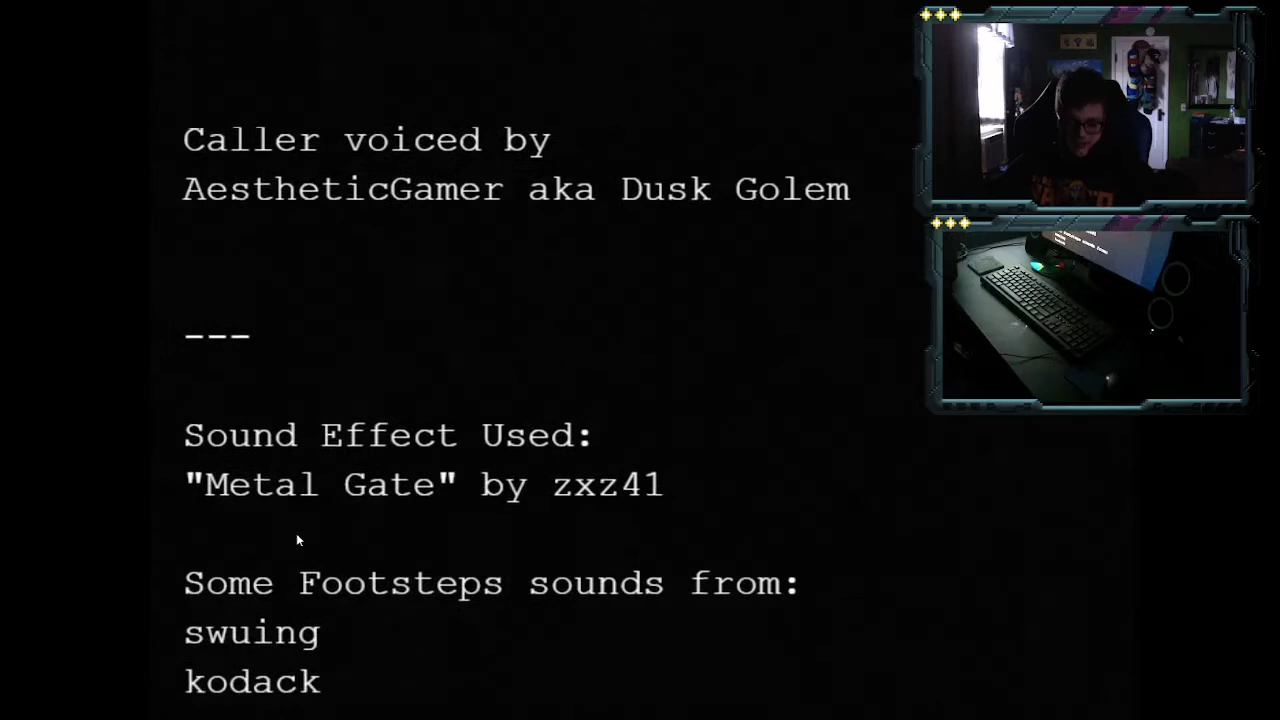 Caller voiced by
AestheticGamer aka Dusk Golem
---
Sound Effect Used:
"Metal Gate" by zxz41
Some Footsteps sounds from:
swuing
kodack